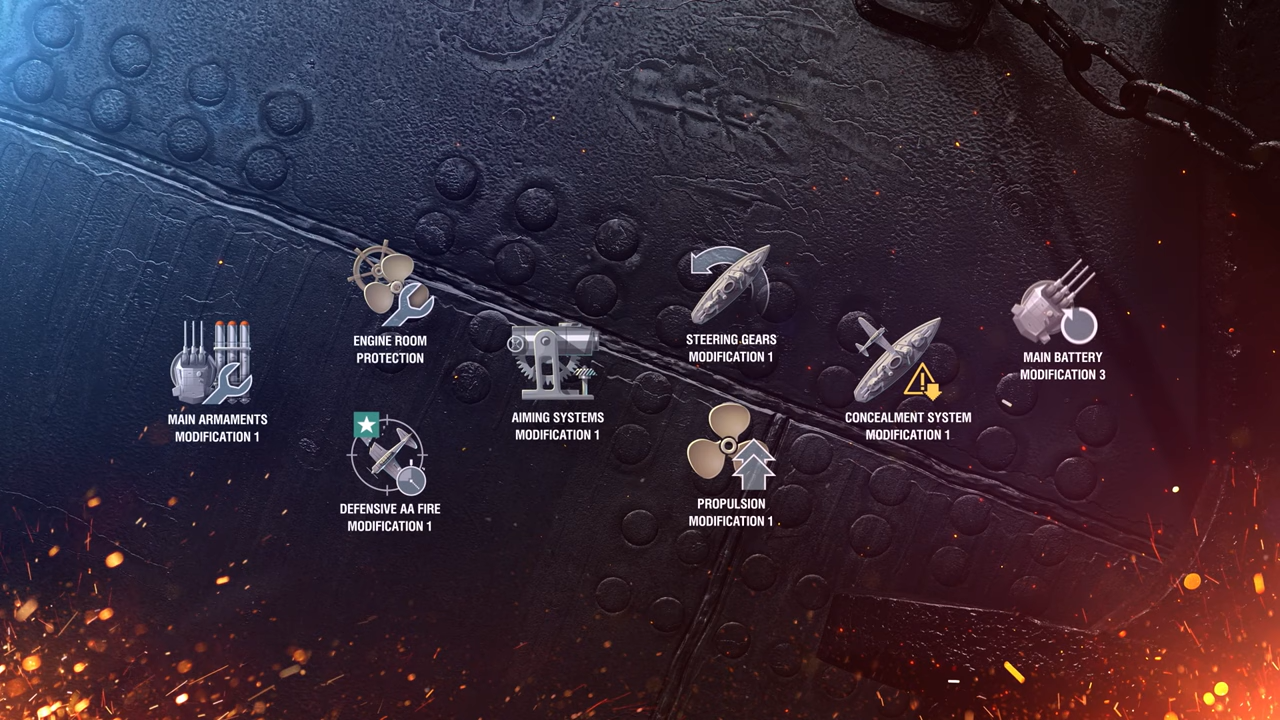 MAIN ARMAMENTS
MODIFICATION 1
ENGINE ROOM
PROTECTION
DEFENSIVE AA FIRE
MODIFICATION 1
AIMING SYSTEMS
MODIFICATION 1
STEERING GEARS
MODIFICATION 1
PROPULSION
MODIFICATION 1
CONCEALMENT SYSTEM
MODIFICATION 1
MAIN BATTERY
MODIFICATION 3